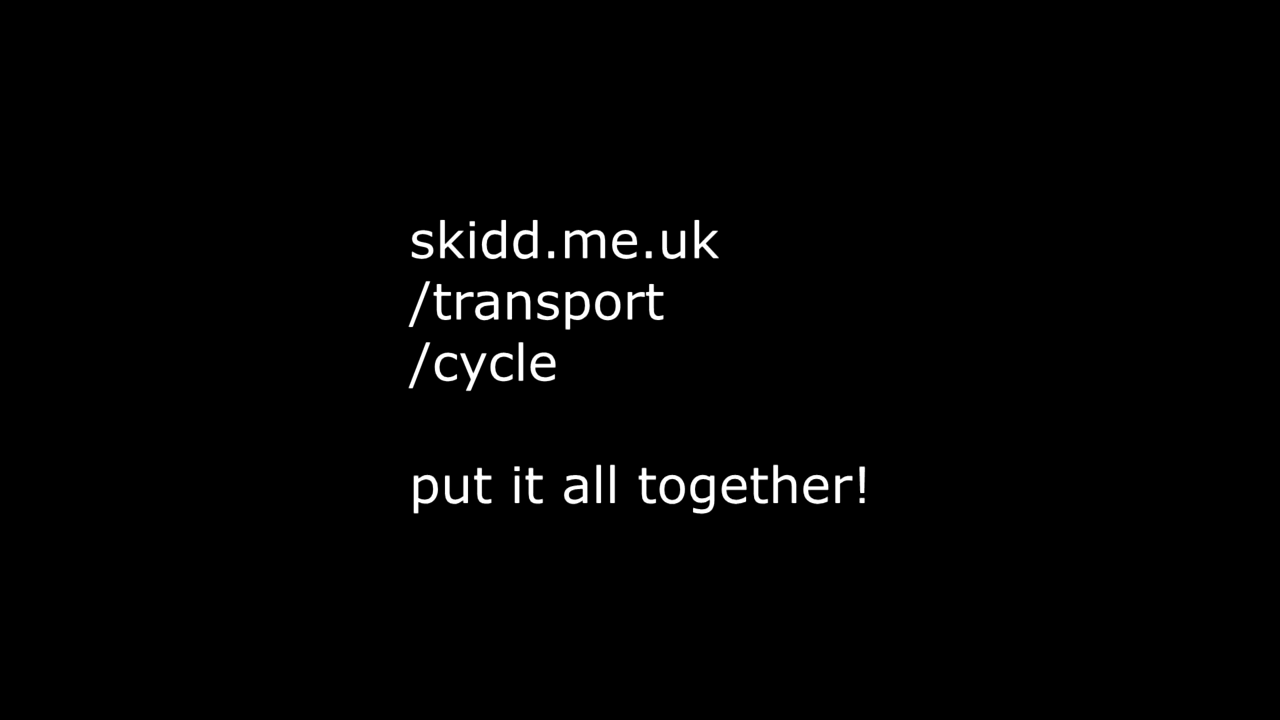 skidd.me.uk
/transport
/cycle
put it all together!